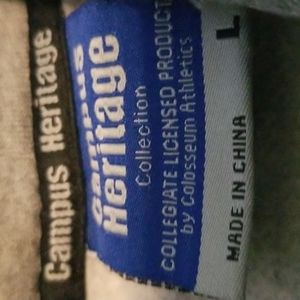 Campus Heritage
Campus
Heritage
Collection
COLLEGIATE LICENSED PRODUCT
by Colosseum Athletics
L
MADE IN CHINA